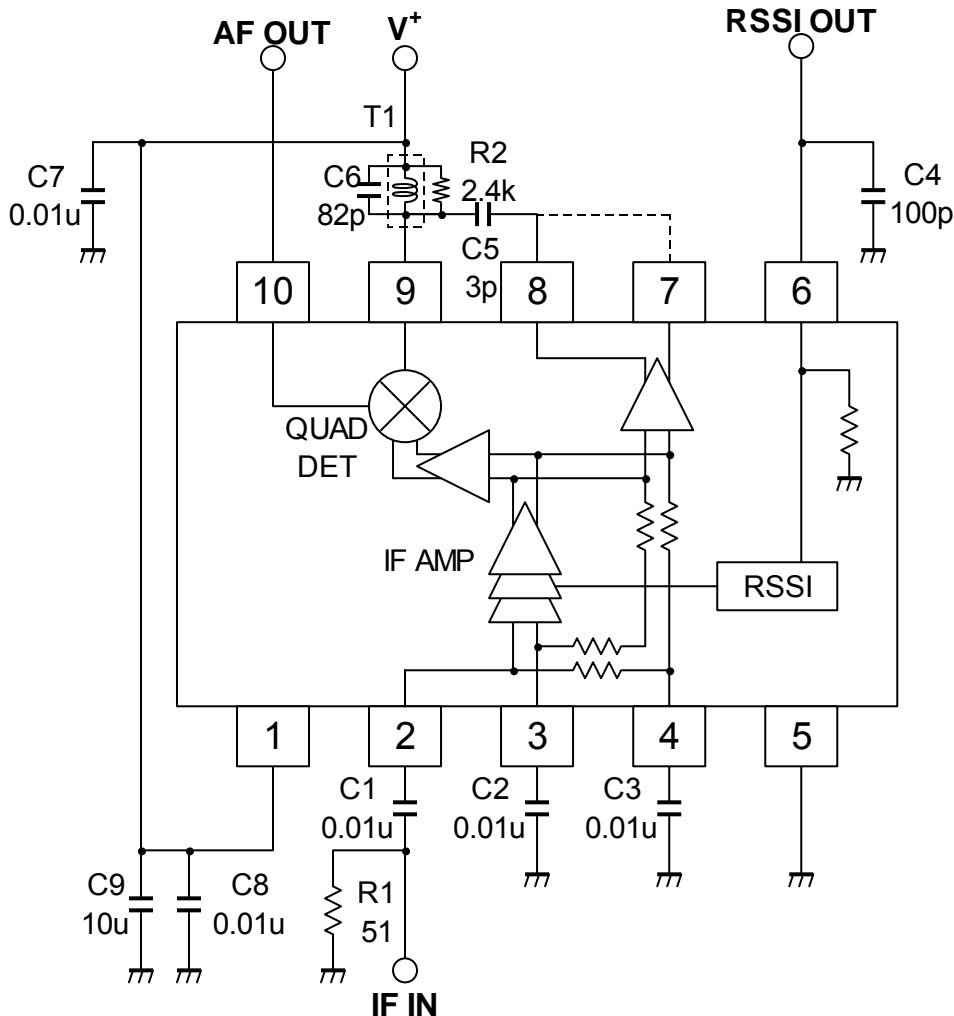 AF OUT
V+
RSSI OUT
T1
C7
0.01u
C6
82p
R2
2.4k
C4
100p
C5
3p
10
9
8
7
6
QUAD
DET
IF AMP
RSSI
1
2
3
4
5
C1
0.01u
C2
0.01u
C3
0.01u
C9
10u
C8
0.01u
R1
51
IF IN